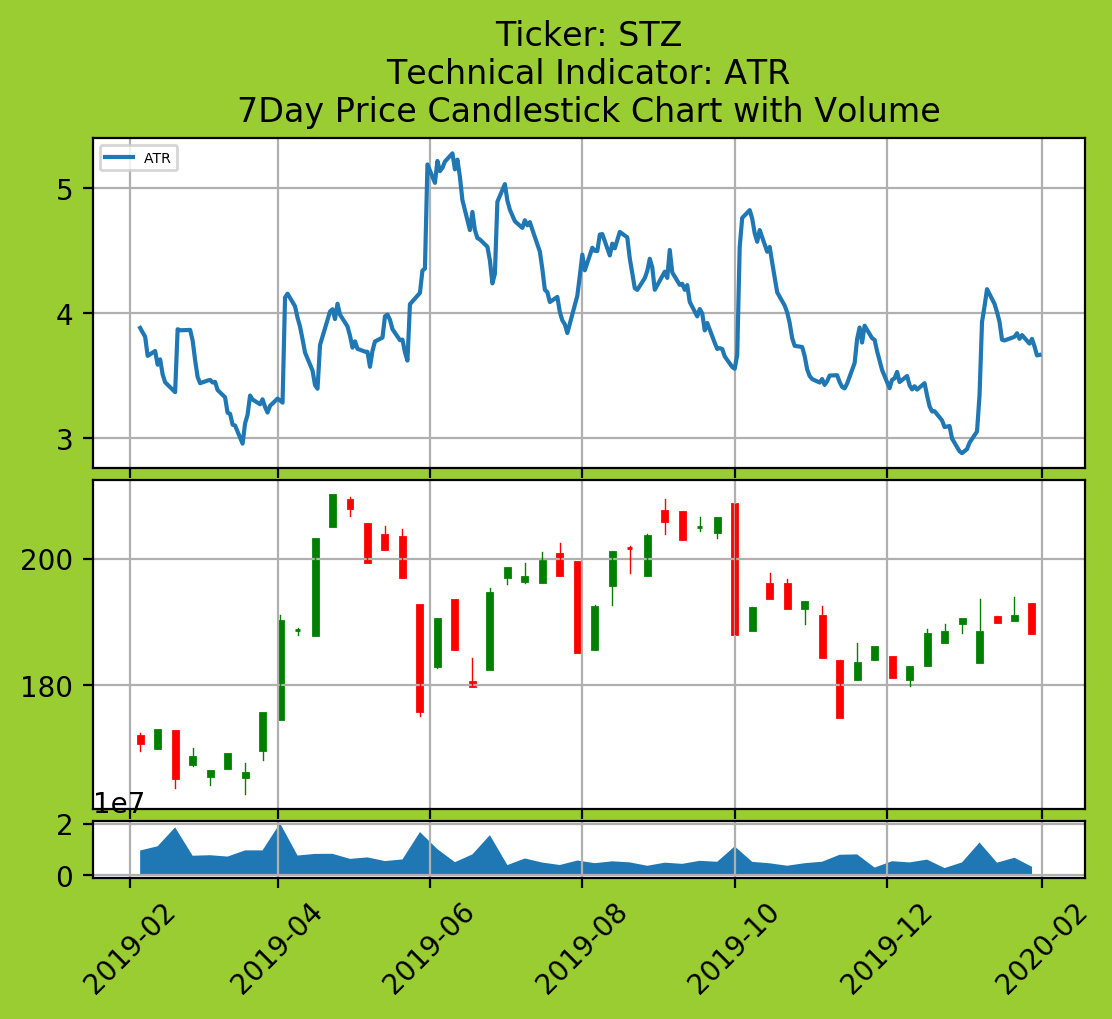 Ticker: STZ
Technical Indicator: ATR
7Day Price Candlestick Chart with Volume
ATR
5
4
3
200
180
1e7
2
0
2019-02
2019-04
2019-06
2019-08
2019-10
2019-12
2020-02